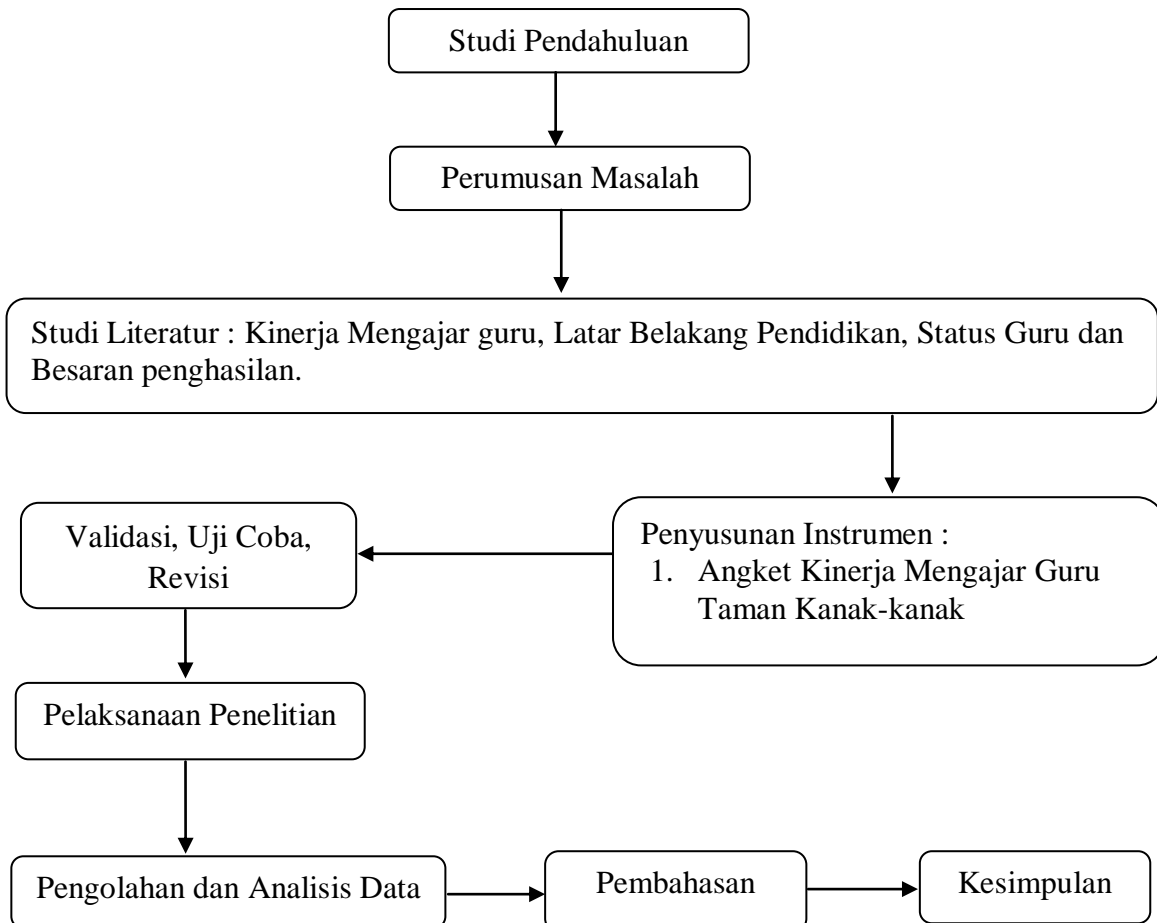 Studi Pendahuluan
Perumusan Masalah
Studi Literatur : Kinerja Mengajar guru, Latar Belakang Pendidikan, Status Guru dan
Besaran penghasilan.
Penyusunan Instrumen :
1. Angket Kinerja Mengajar Guru
Taman Kanak-kanak
Validasi, Uji Coba,
Revisi
Pelaksanaan Penelitian
Pengolahan dan Analisis Data
Pembahasan
Kesimpulan